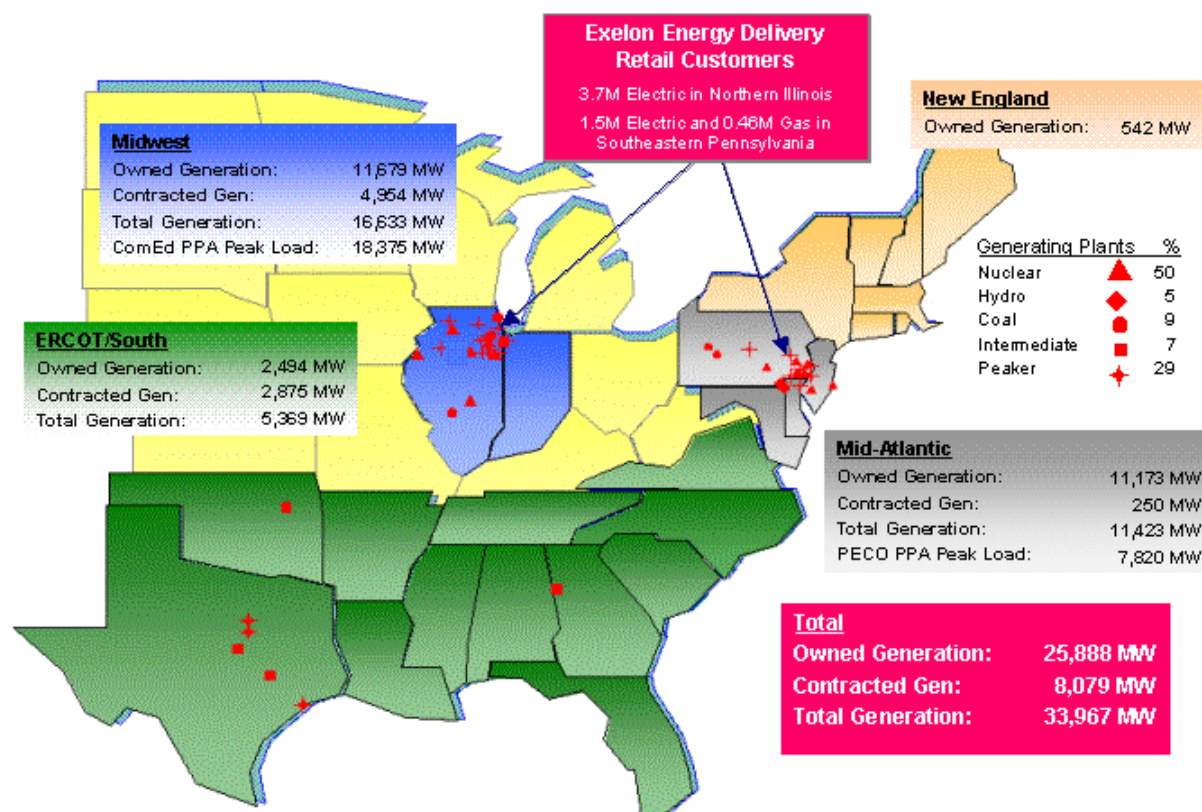 Exelon Energy Delivery
Retail Customers
3.7M Electric in Northern Illinois
1.5M Electric and 0.46M Gas in
Southeastern Pennsylvania
New England
Owned Generation: 542 MW
Midwest
Owned Generation: 11,679 MW
Contracted Gen: 4,954 MW
Total Generation: 16,633 MW
ComEd PPA Peak Load: 18,375 MW
Generating Plants %
Nuclear 50
Hydro 5
Coal 9
Intermediate 7
Peaker 29
ERCOT/South
Owned Generation: 2,494 MW
Contracted Gen: 2,875 MW
Total Generation: 5,369 MW
Mid-Atlantic
Owned Generation: 11,173 MW
Contracted Gen: 250 MW
Total Generation: 11,423 MW
PECO PPA Peak Load: 7,820 MW
Total
Owned Generation: 25,888 MW
Contracted Gen: 8,079 MW
Total Generation: 33,967 MW